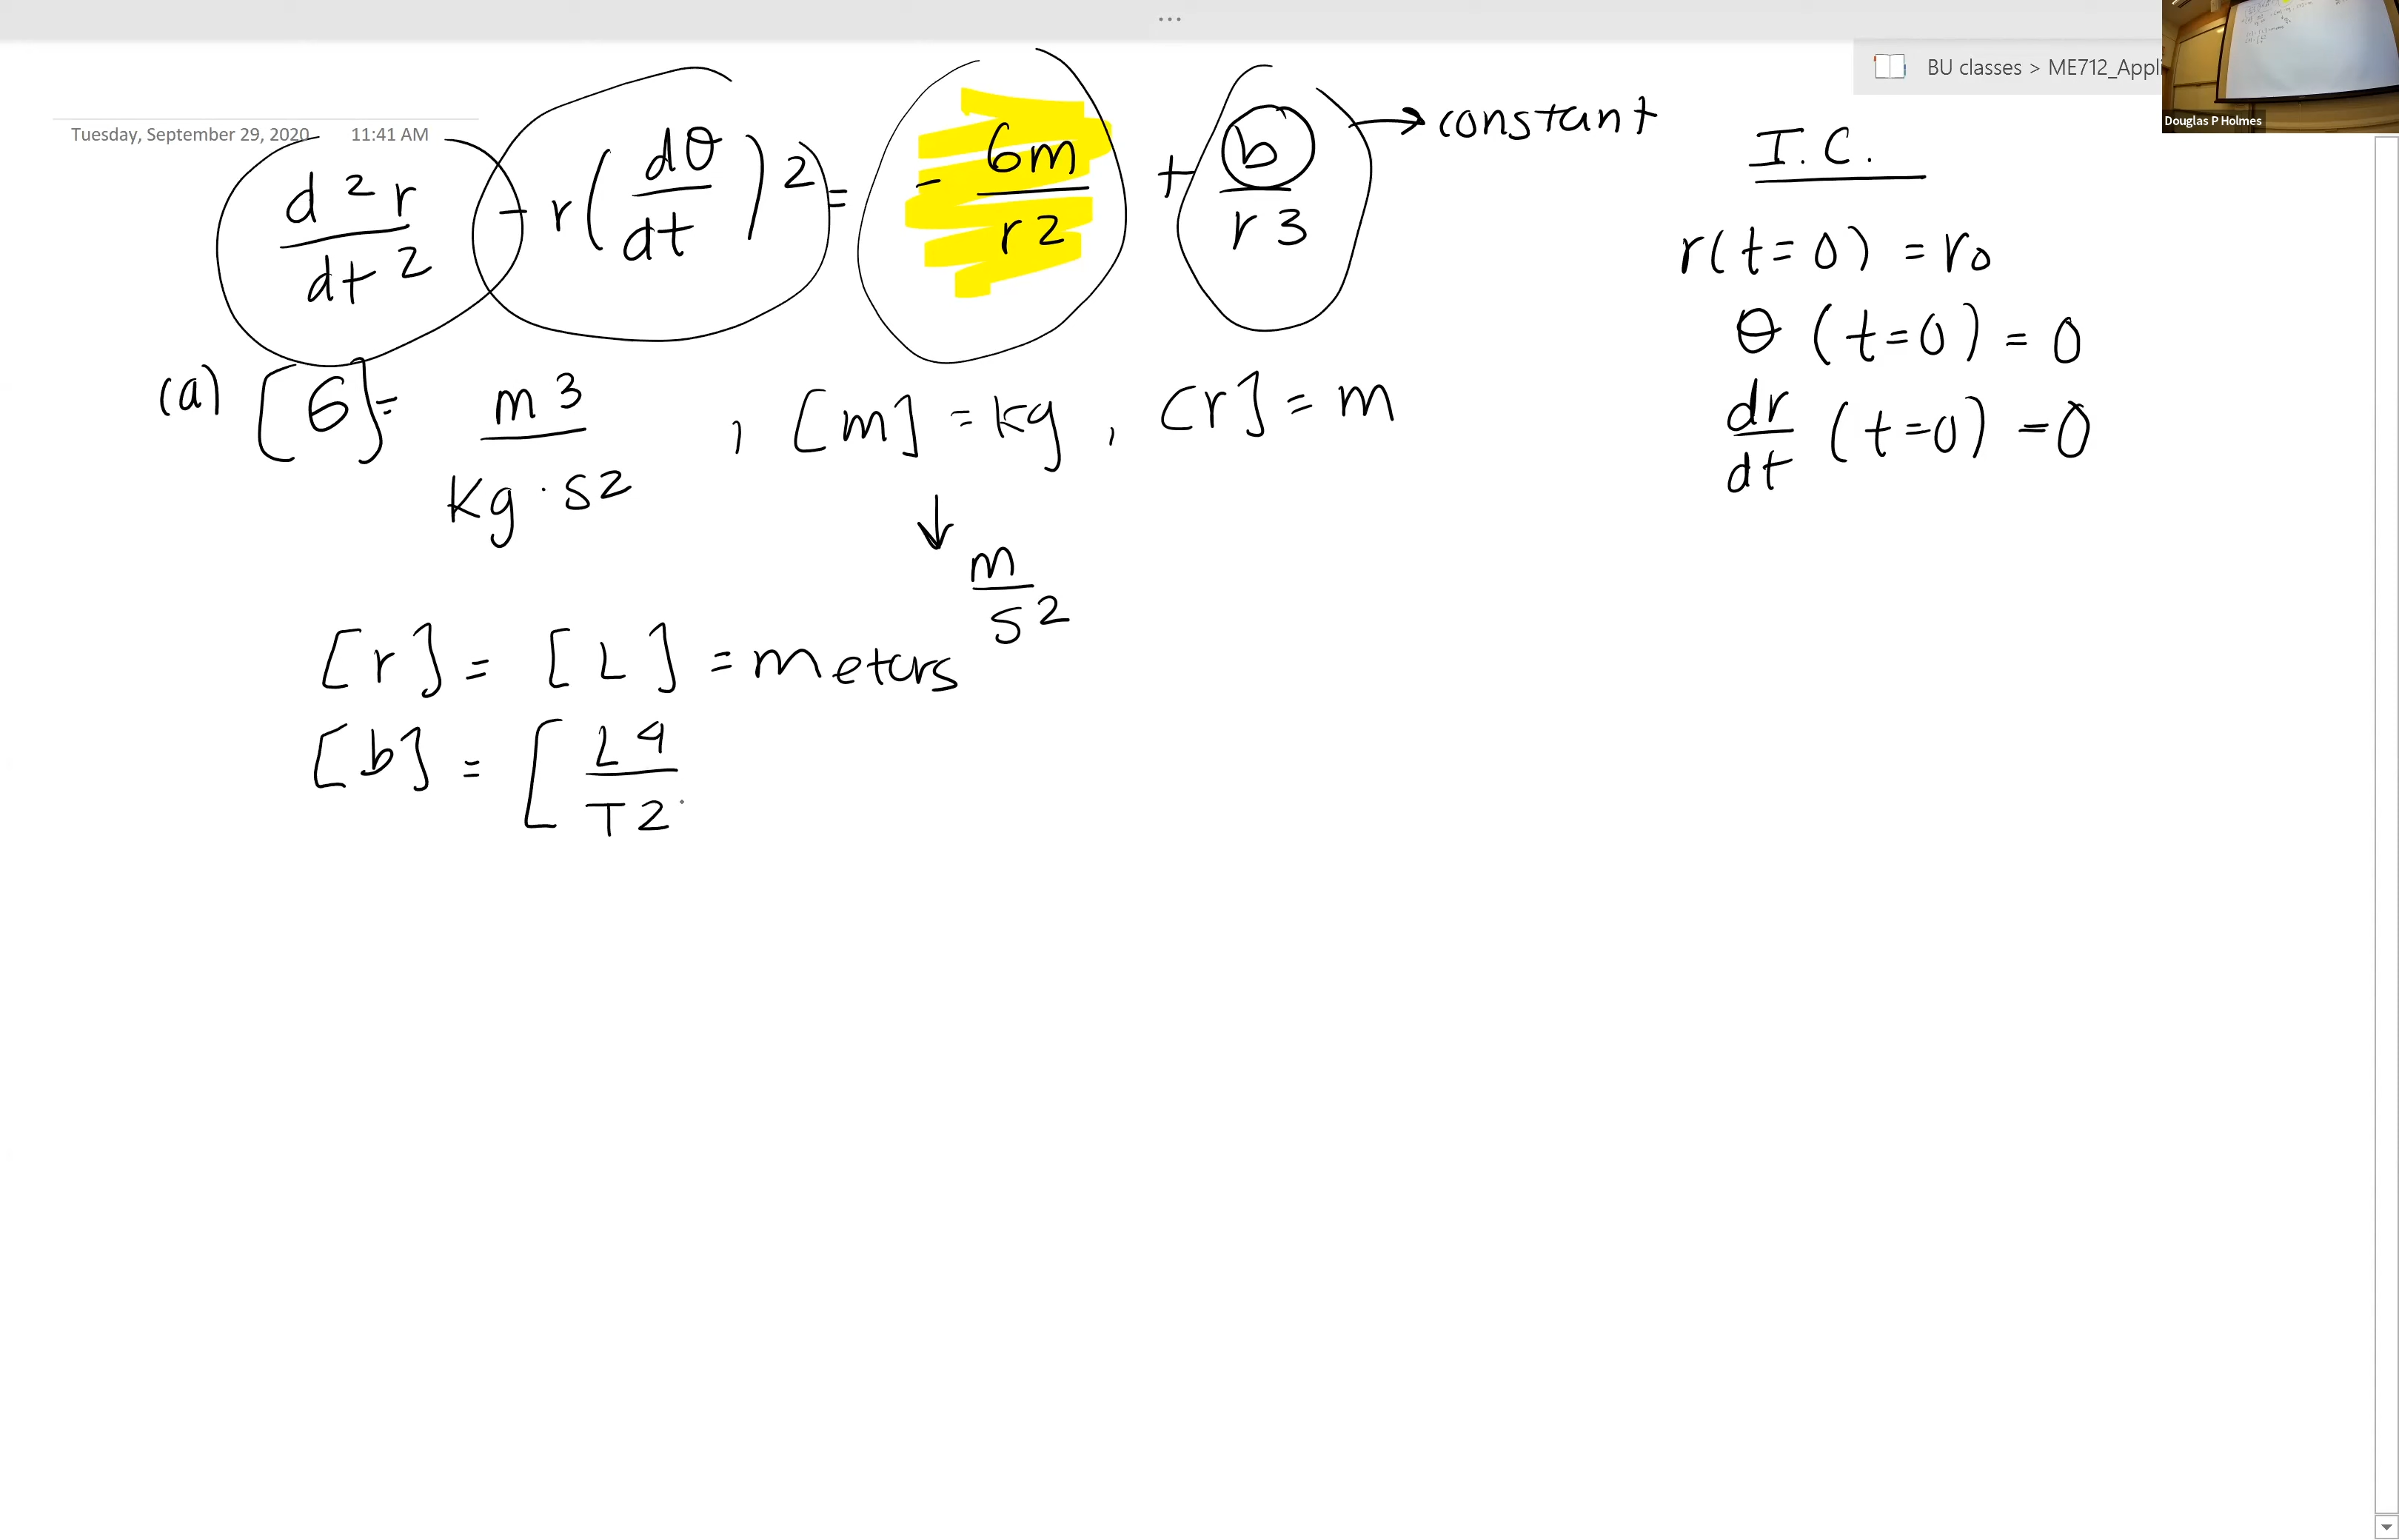 BU classes > ME712_Appli
Douglas P Holmes
Tuesday, September 29, 2020 11:41 AM
d²r/dt² - r(dθ/dt)² = - Gm/r² + b/r³ → constant
I.C.
r(t=0) = r₀
θ(t=0) = 0
dr/dt (t=0) = 0
(a) [G] = m³/kg·s² , [m] = kg , [r] = m
↓ m/s²
[r] = [L] = meters
[b] = [L⁴/T²